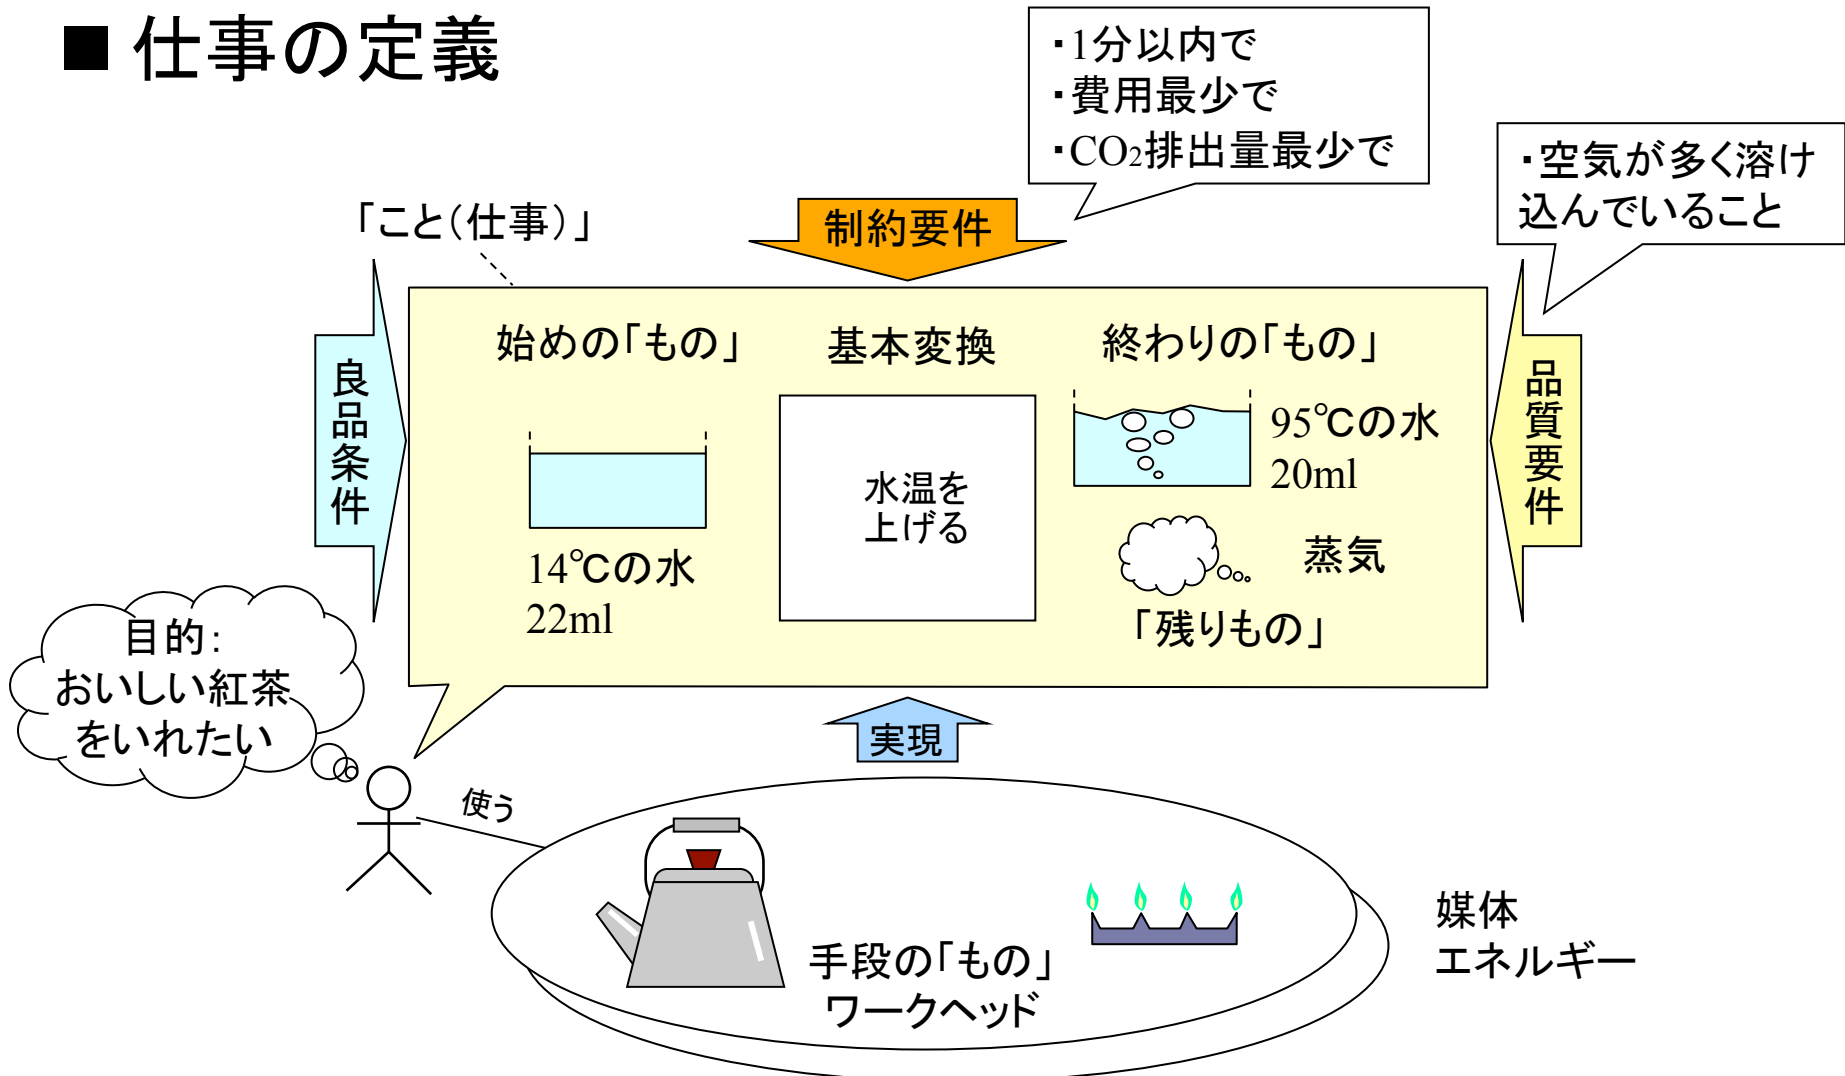 ■ 仕事の定義
・1分以内で
・費用最少で
・CO₂排出量最少で
・空気が多く溶け
込んでいること
「こと（仕事）」
制約要件
良品条件
始めの「もの」
基本変換
終わりの「もの」
品質要件
水温を
上げる
95℃の水
20ml
14℃の水
22ml
蒸気
「残りもの」
目的：
おいしい紅茶
をいれたい
実現
使う
手段の「もの」
ワークヘッド
媒体
エネルギー